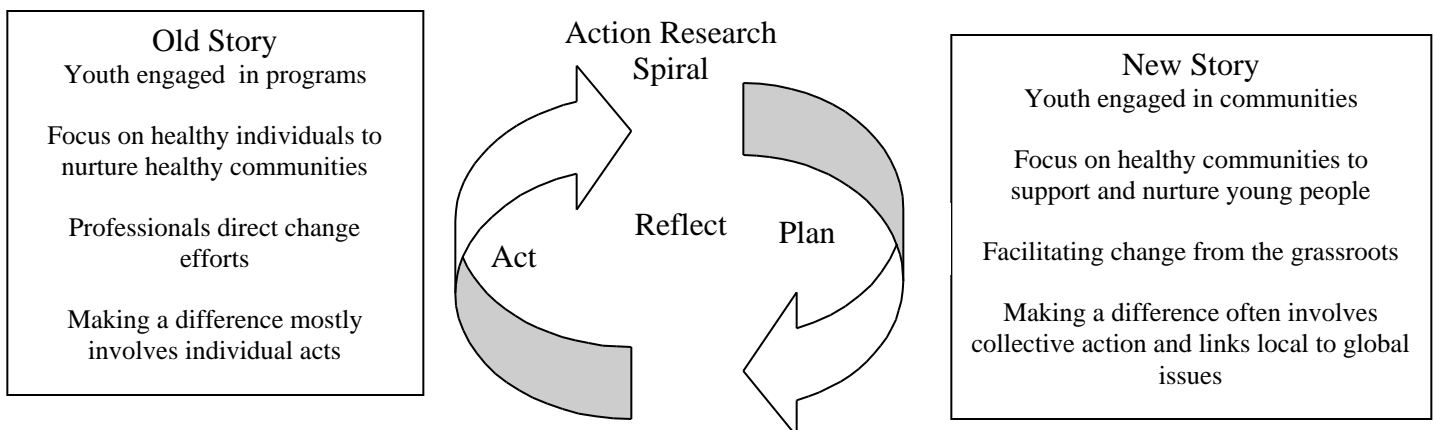 Old Story
Youth engaged  in programs
Focus on healthy individuals to
nurture healthy communities
Professionals direct change
efforts
Making a difference mostly
involves individual acts
Action Research
Spiral
Act
Reflect
Plan
New Story
Youth engaged in communities
Focus on healthy communities to
support and nurture young people
Facilitating change from the grassroots
Making a difference often involves
collective action and links local to global
issues